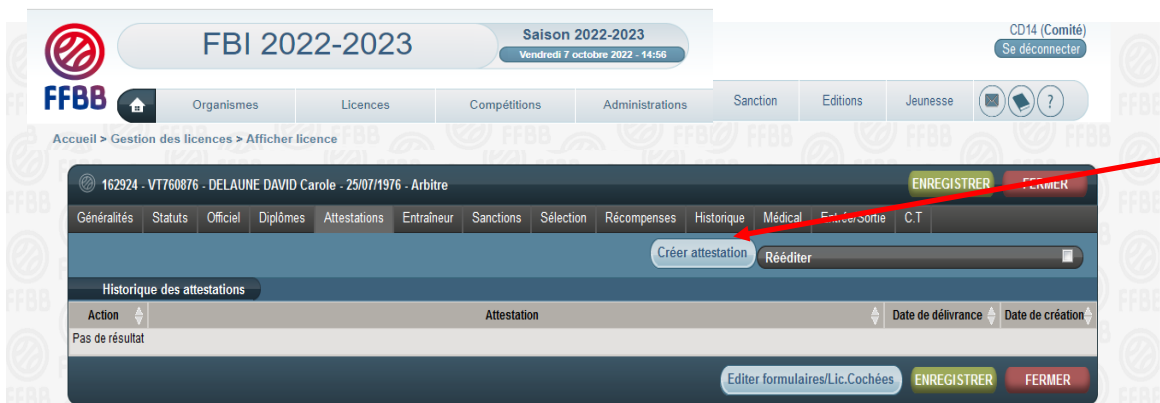 FBI 2022-2023
Saison 2022-2023
Vendredi 7 octobre 2022 - 14:56
CD14 (Comité)
Se déconnecter
FFBB
Organismes Licences Compétitions Administrations Sanction Editions Jeunesse ?
Accueil > Gestion des licences > Afficher licence
162924 - VT760876 - DELAUNE DAVID Carole - 25/07/1976 - Arbitre ENREGISTRER FERMER
Généralités Statuts Officiel Diplômes Attestations Entraîneur Sanctions Sélection Récompenses Historique Médical Entrée/Sortie C.T
Créer attestation Rééditer
Historique des attestations
Action Attestation Date de délivrance Date de création
Pas de résultat
Editer formulaires/Lic.Cochées ENREGISTRER FERMER